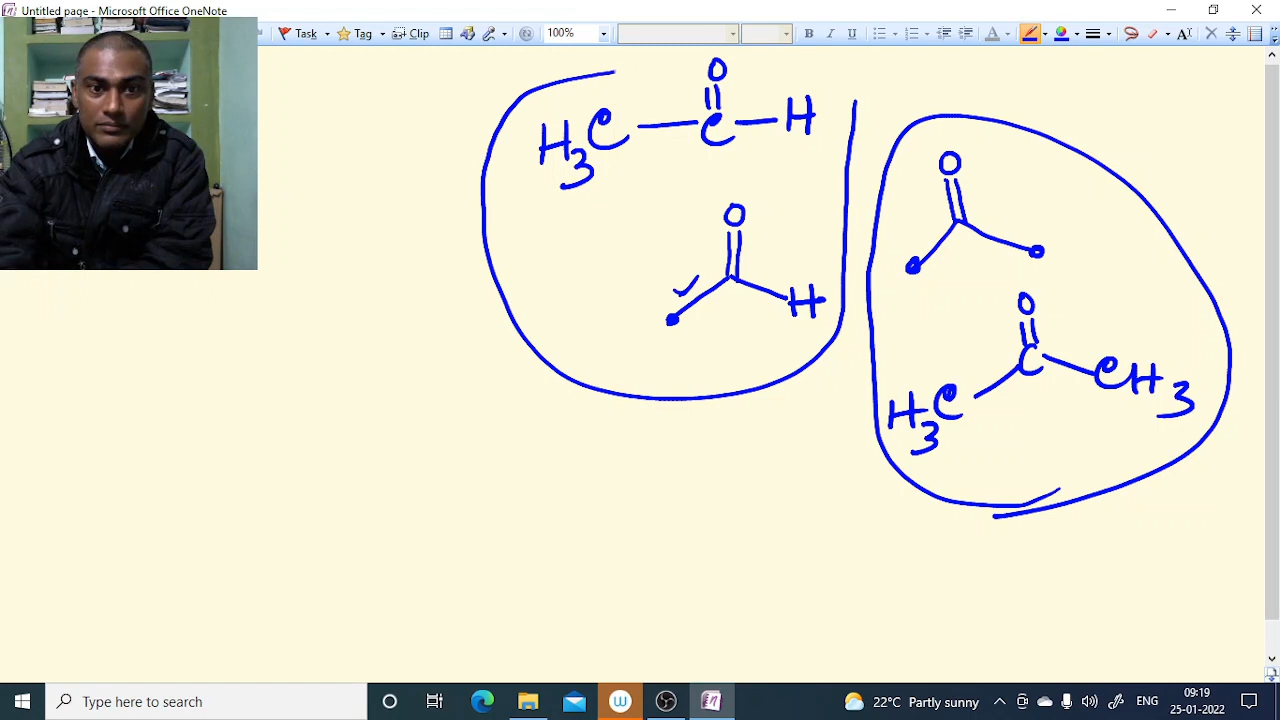 Untitled page - Microsoft Office OneNote
Task
Tag
Clip
100%
B I U
A
A
O
H3C C H
O
H
O
O
C
H3C CH3
Type here to search
W
22°C Partly sunny
ENG
09:19
25-01-2022